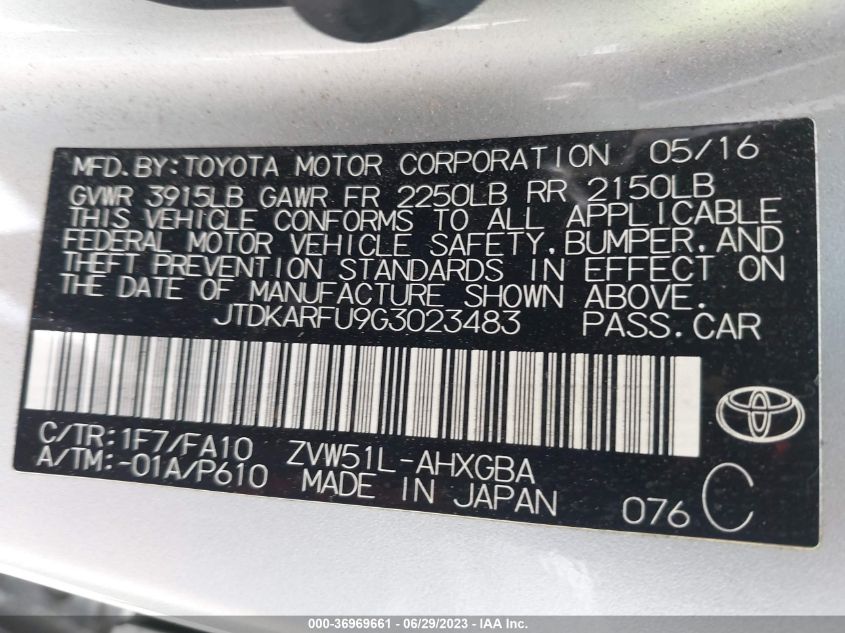 MFD.BY:TOYOTA MOTOR CORPORATION 05/16
GVWR 3915LB GAWR FR 2250LB RR 2150LB
THIS VEHICLE CONFORMS TO ALL APPLICABLE
FEDERAL MOTOR VEHICLE SAFETY,BUMPER,AND
THEFT PREVENTION STANDARDS IN EFFECT ON
THE DATE OF MANUFACTURE SHOWN ABOVE.
JTDKARFU9G3023483 PASS.CAR
C/TR:1F7/FA10 ZVW51L-AHXGBA
A/TM:-01A/P610 MADE IN JAPAN 076 C
000-36969661 - 06/29/2023 - IAAI.COM